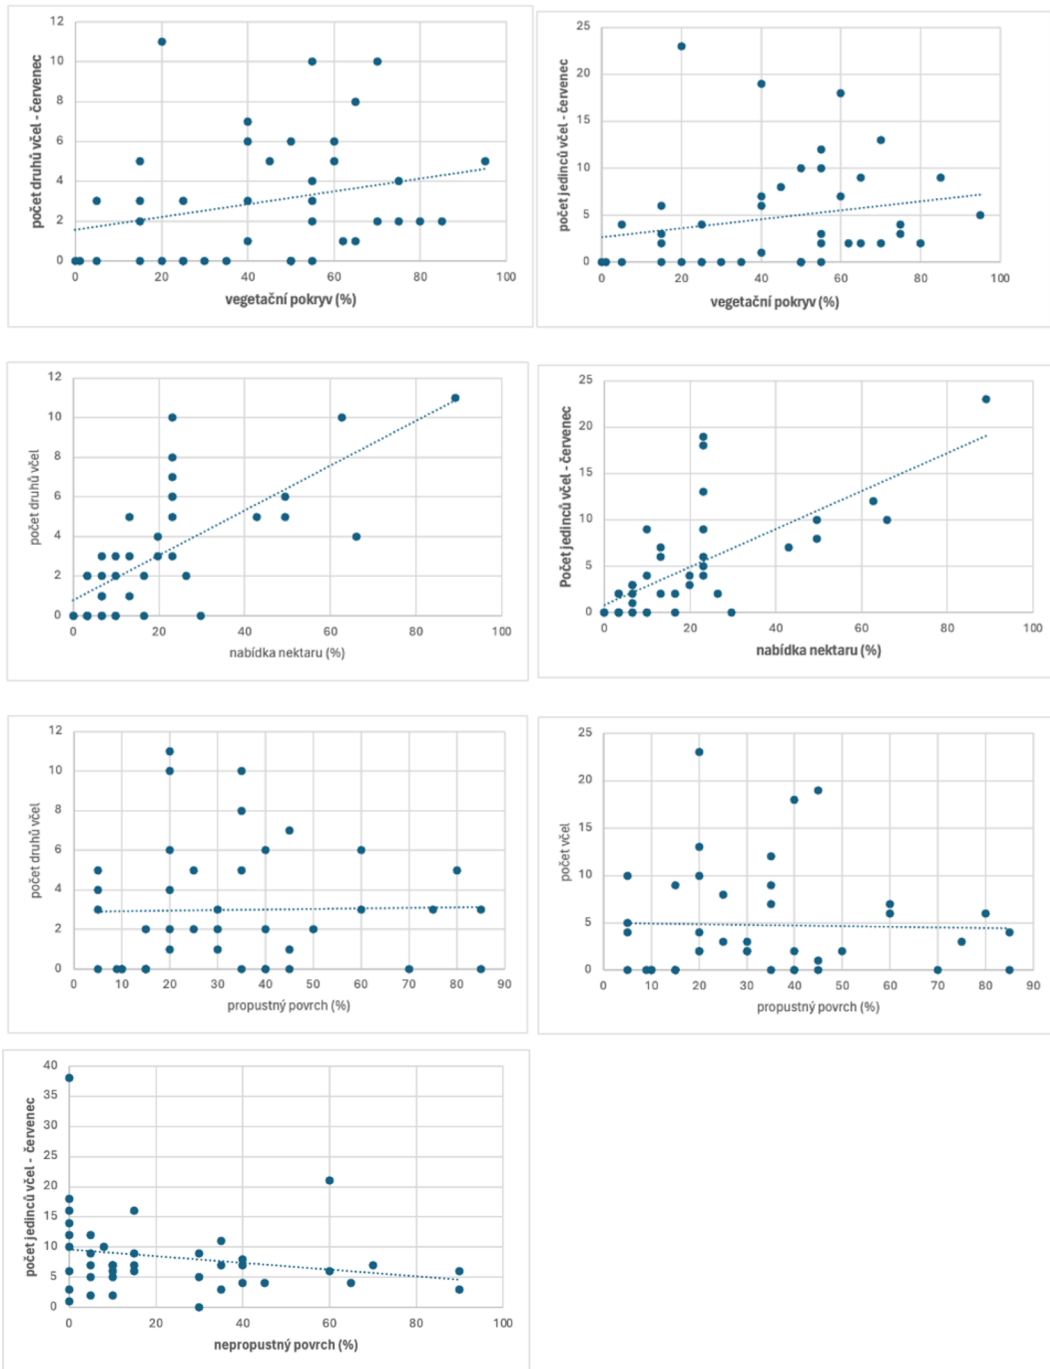 počet druhů včel - červenec
12
10
8
6
4
2
0
0 20 40 60 80 100
vegetační pokryv (%)
počet jedinců včel - červenec
25
20
15
10
5
0
0 20 40 60 80 100
vegetační pokryv (%)
počet druhů včel
12
10
8
6
4
2
0
0 20 40 60 80 100
nabídka nektaru (%)
Počet jedinců včel - červenec
25
20
15
10
5
0
0 20 40 60 80 100
nabídka nektaru (%)
počet druhů včel
12
10
8
6
4
2
0
0 10 20 30 40 50 60 70 80 90
propustný povrch (%)
počet včel
25
20
15
10
5
0
0 10 20 30 40 50 60 70 80 90
propustný povrch (%)
počet jedinců včel - červenec
40
35
30
25
20
15
10
5
0
0 20 40 60 80 100
nepropustný povrch (%)